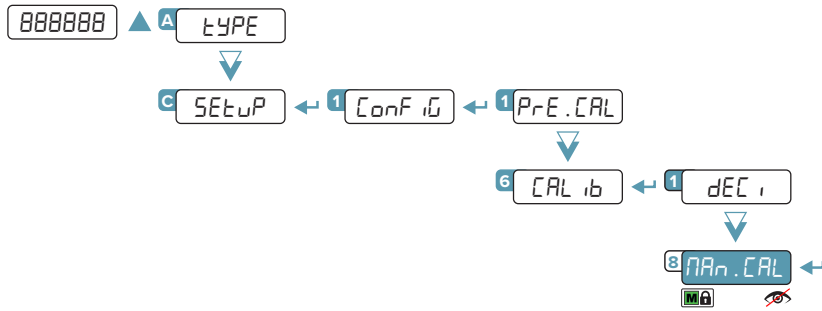 888888 A tYPE
C SEtuP 1 ConFiG 1 PrE.CAL
6 CALib 1 dECi
8 MAn.CAL
M